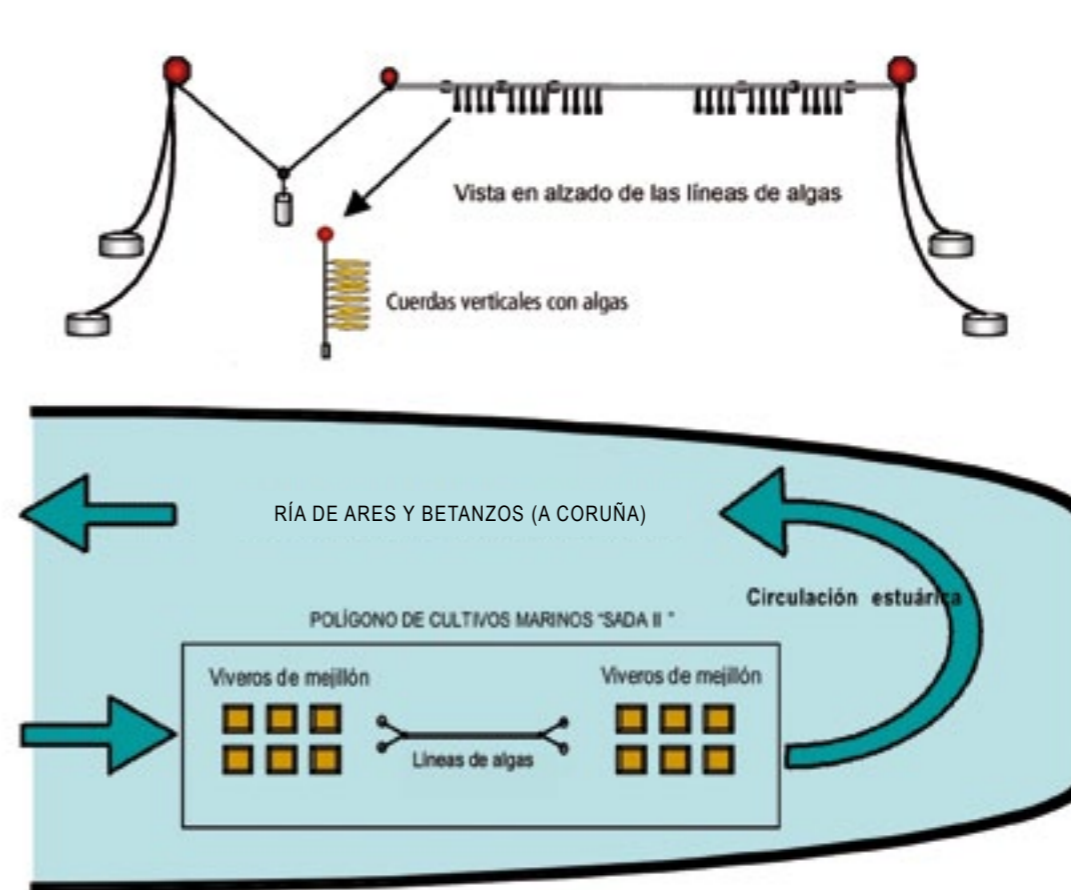 Vista en alzado de las líneas de algas
Cuerdas verticales con algas
RÍA DE ARES Y BETANZOS (A CORUÑA)
Circulación estuárica
POLÍGONO DE CULTIVOS MARINOS "SADA II "
Viveros de mejillón
Viveros de mejillón
Líneas de algas